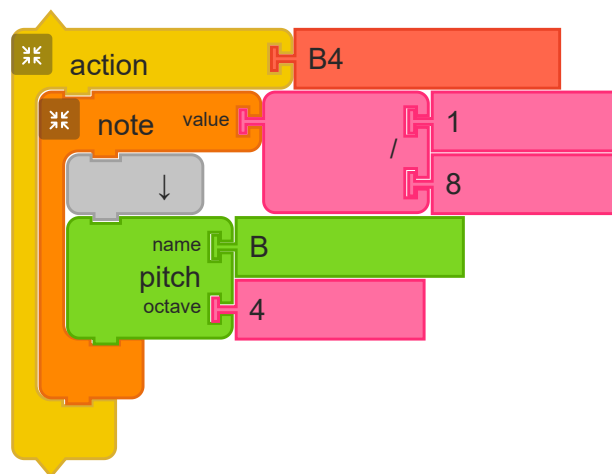 action B4
note value 1
/
8
↓
name B
pitch
octave 4